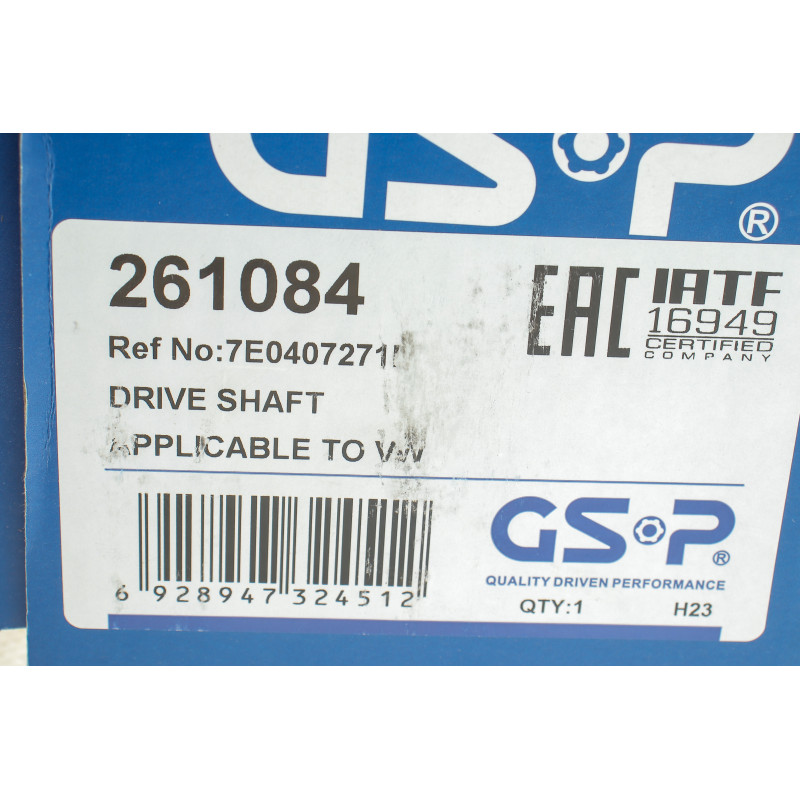 GSP®
261084
EAC
IATF
16949
CERTIFIED
COMPANY
Ref No:7E0407271
DRIVE SHAFT
APPLICABLE TO VW
6 928947 324512
GSP®
QUALITY DRIVEN PERFORMANCE
QTY:1 H23